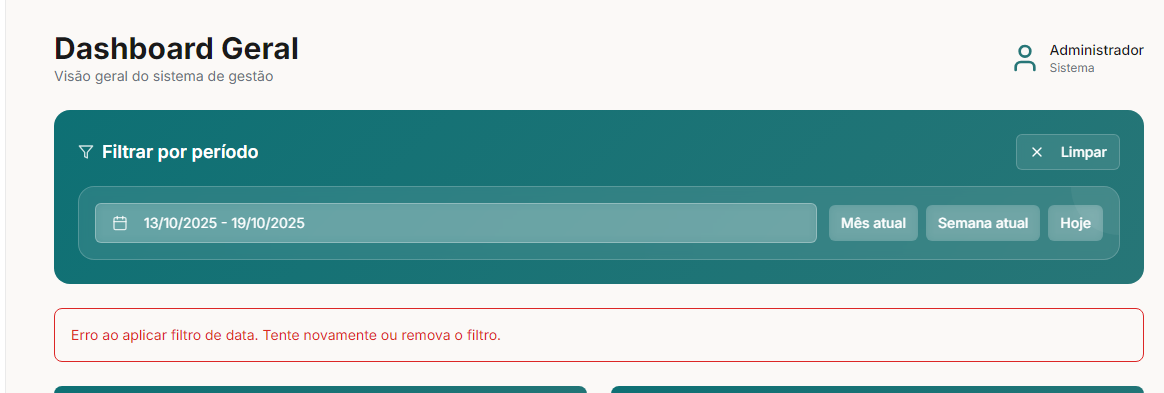 Dashboard Geral
Visão geral do sistema de gestão
Administrador
Sistema
Filtrar por período
Limpar
13/10/2025 - 19/10/2025
Mês atual
Semana atual
Hoje
Erro ao aplicar filtro de data. Tente novamente ou remova o filtro.